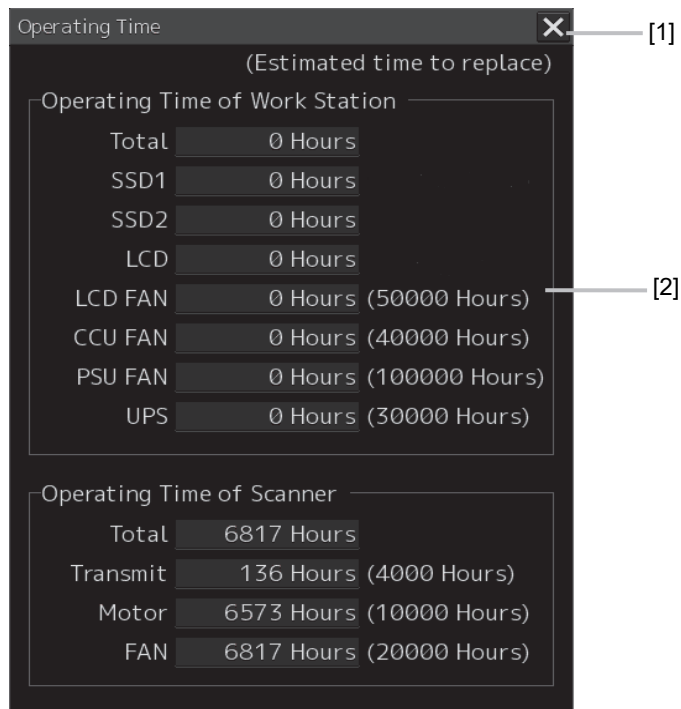 Operating Time
[1]
(Estimated time to replace)
Operating Time of Work Station
Total 0 Hours
SSD1 0 Hours
SSD2 0 Hours
LCD 0 Hours
LCD FAN 0 Hours (50000 Hours)
[2]
CCU FAN 0 Hours (40000 Hours)
PSU FAN 0 Hours (100000 Hours)
UPS 0 Hours (30000 Hours)
Operating Time of Scanner
Total 6817 Hours
Transmit 136 Hours (4000 Hours)
Motor 6573 Hours (10000 Hours)
FAN 6817 Hours (20000 Hours)